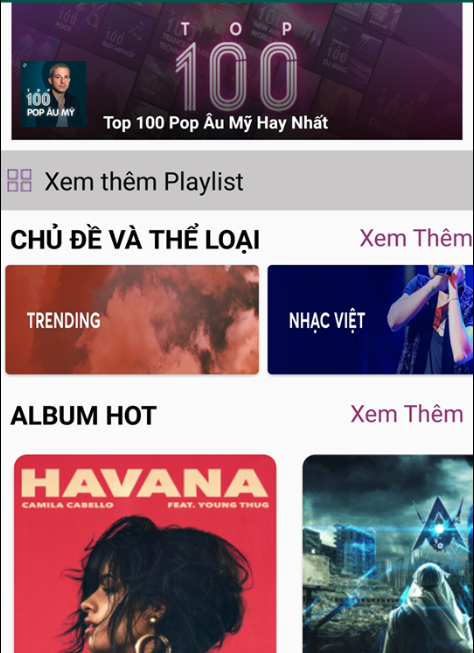 TOP
100
TOP
100
POP ÂU MỸ
Top 100 Pop Âu Mỹ Hay Nhất
Xem thêm Playlist
CHỦ ĐỀ VÀ THỂ LOẠI
Xem Thêm
TRENDING
NHẠC VIỆT
ALBUM HOT
Xem Thêm
HAVANA
CAMILA CABELLO
FEAT. YOUNG THUG